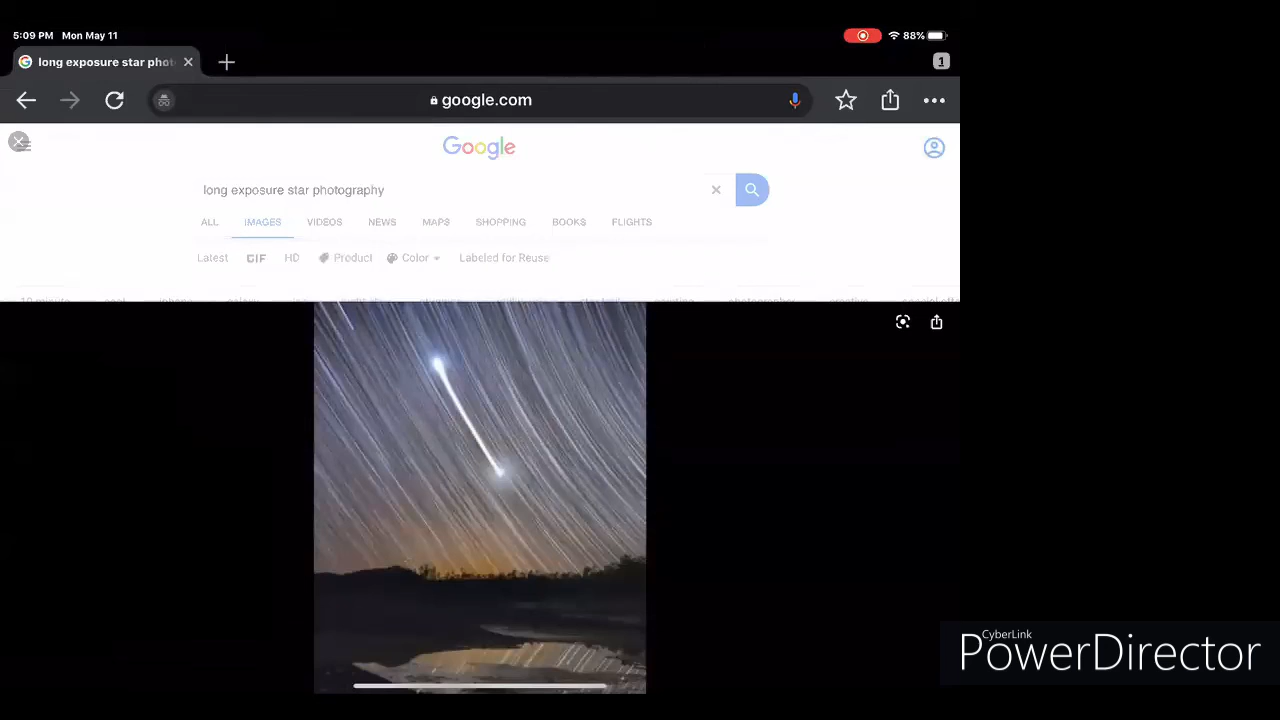 5:09 PM Mon May 11
88%
long exposure star phot
1
google.com
Google
long exposure star photography
ALL IMAGES VIDEOS NEWS MAPS SHOPPING BOOKS FLIGHTS
Latest GIF HD Product Color Labeled for Reuse
CyberLink
PowerDirector